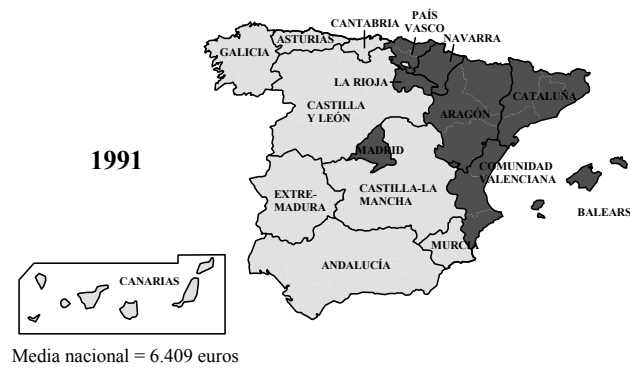 PAÍS
VASCO
CANTABRIA
NAVARRA
ASTURIAS
GALICIA
LA RIOJA
CATALUÑA
CASTILLA
Y LEÓN
ARAGÓN
MADRID
1991
COMUNIDAD
VALENCIANA
EXTRE-
MADURA
CASTILLA-LA
MANCHA
BALEARS
MURCIA
ANDALUCÍA
CANARIAS
Media nacional = 6.409 euros